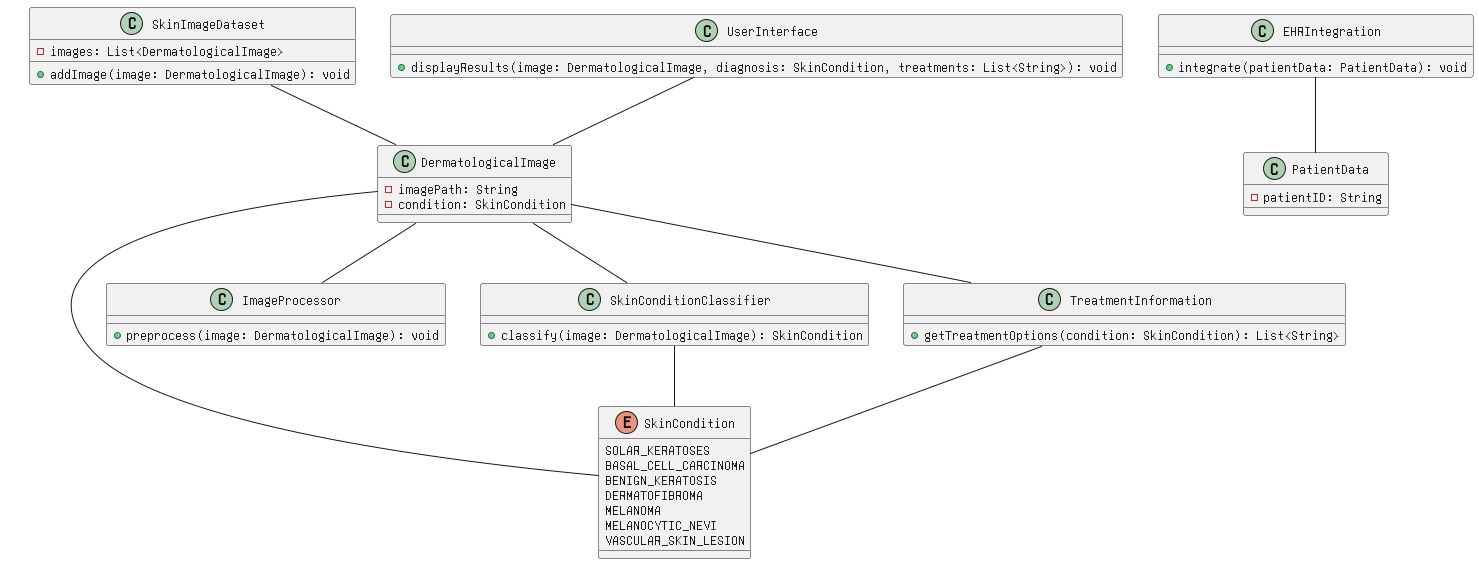 C SkinImageDataset
images: List<DermatologicalImage>
addImage(image: DermatologicalImage): void
C UserInterface
displayResults(image: DermatologicalImage, diagnosis: SkinCondition, treatments: List<String>): void
C EHRIntegration
integrate(patientData: PatientData): void
C DermatologicalImage
imagePath: String
condition: SkinCondition
C PatientData
patientID: String
C ImageProcessor
preprocess(image: DermatologicalImage): void
C SkinConditionClassifier
classify(image: DermatologicalImage): SkinCondition
C TreatmentInformation
getTreatmentOptions(condition: SkinCondition): List<String>
E SkinCondition
SOLAR_KERATOSES
BASAL_CELL_CARCINOMA
BENIGN_KERATOSIS
DERMATOFIBROMA
MELANOMA
MELANOCYTIC_NEVI
VASCULAR_SKIN_LESION